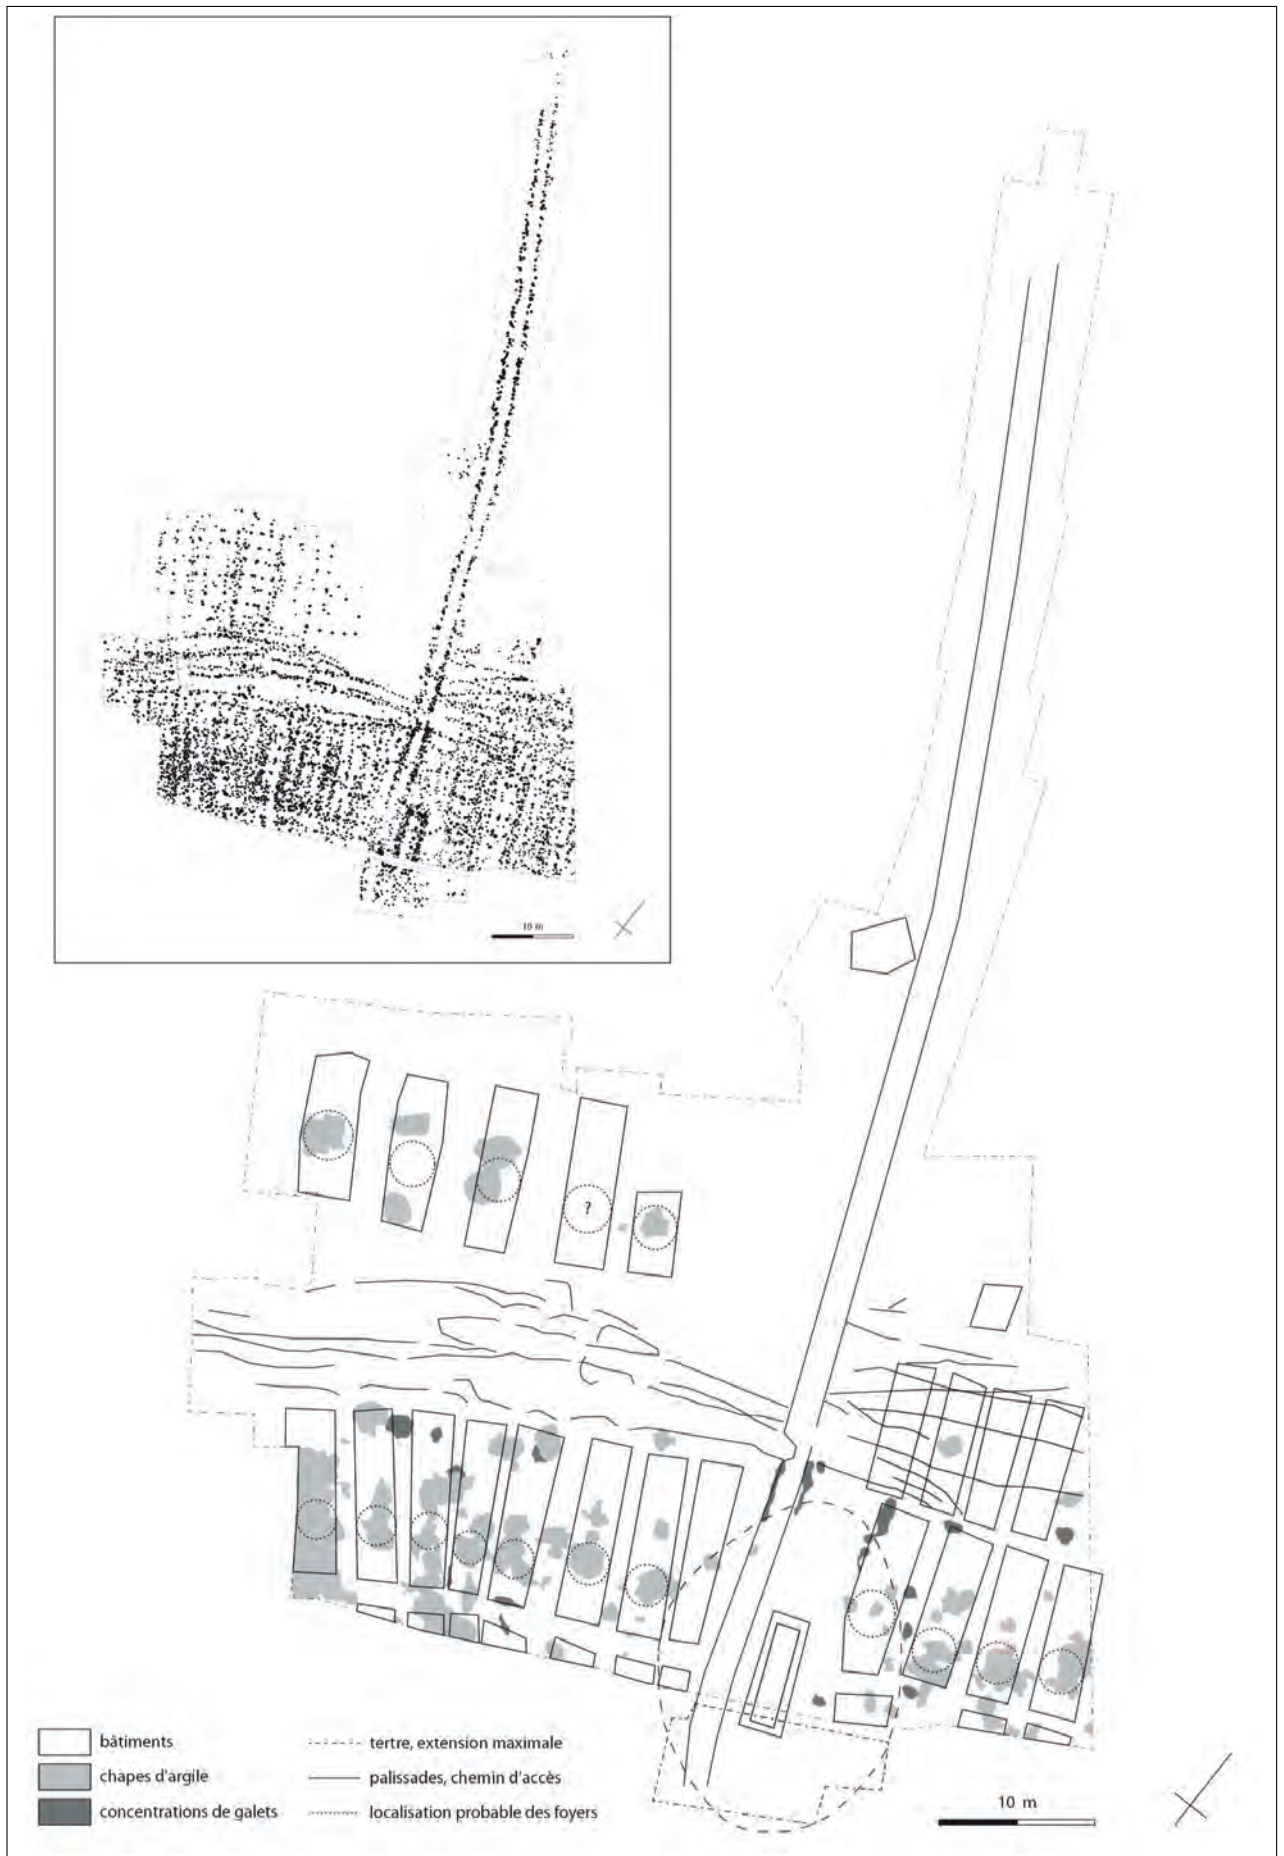 10 m
?
bâtiments
chapes d'argile
concentrations de galets
tertre, extension maximale
palissades, chemin d'accès
localisation probable des foyers
10 m